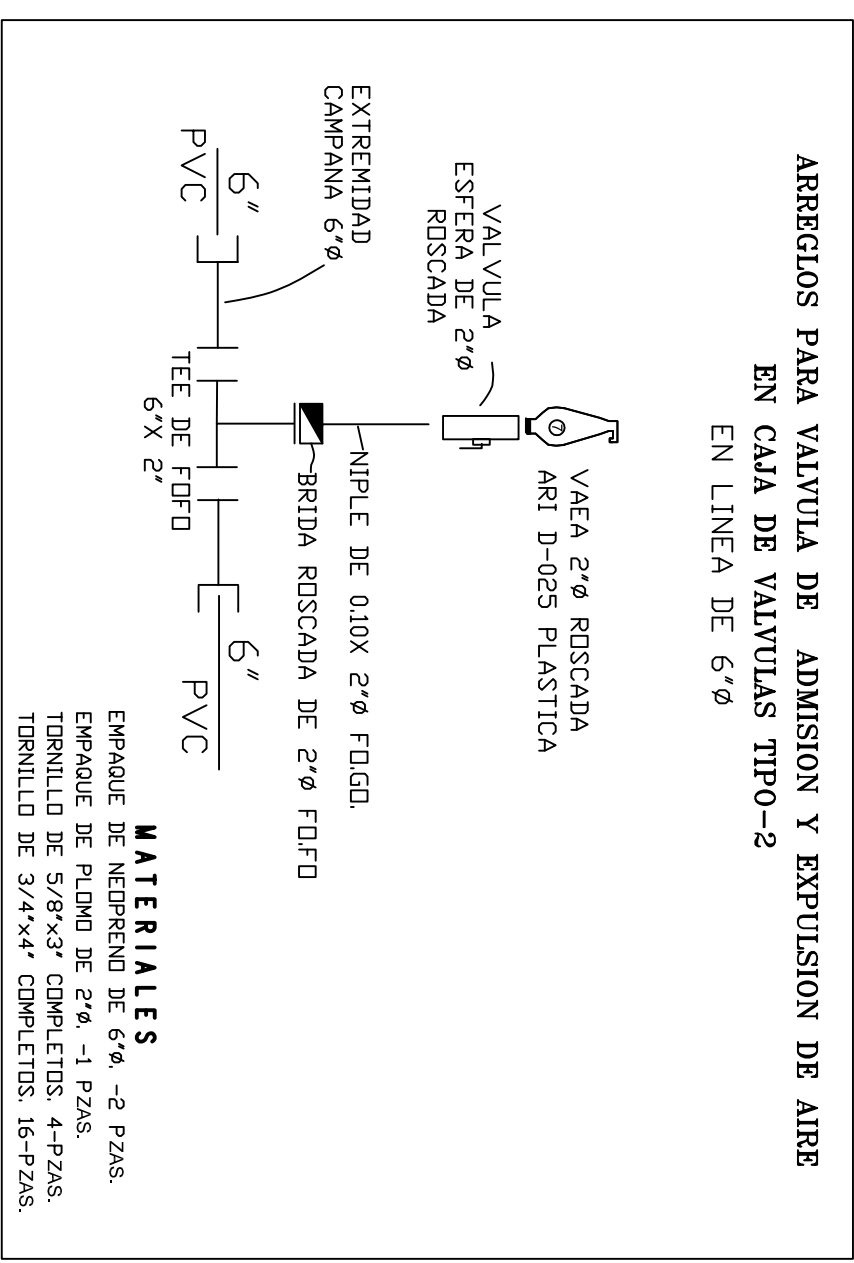 ARREGLOS PARA VALVULA DE ADMISION Y EXPULSION DE AIRE
EN CAJA DE VALVULAS TIPO-2
EN LINEA DE 6"Ø
VAEA 2"Ø ROSCADA
ARI D-025 PLASTICA
7
VALVULA
ESFERA DE 2"Ø
ROSCADA
NIPLE DE 0.10X 2"Ø FO.GO.
BRIDA ROSCADA DE 2"Ø FO.FO
EXTREMIDAD
CAMPANA 6"Ø
6"
PVC
TEE DE FOFO
6"X 2"
6"
PVC
MATERIALES
EMPAQUE DE NEOPRENO DE 6"Ø. -2 PZAS.
EMPAQUE DE PLOMO DE 2"Ø. -1 PZAS.
TORNILLO DE 5/8"x3" COMPLETOS. 4-PZAS.
TORNILLO DE 3/4"x4" COMPLETOS. 16-PZAS.